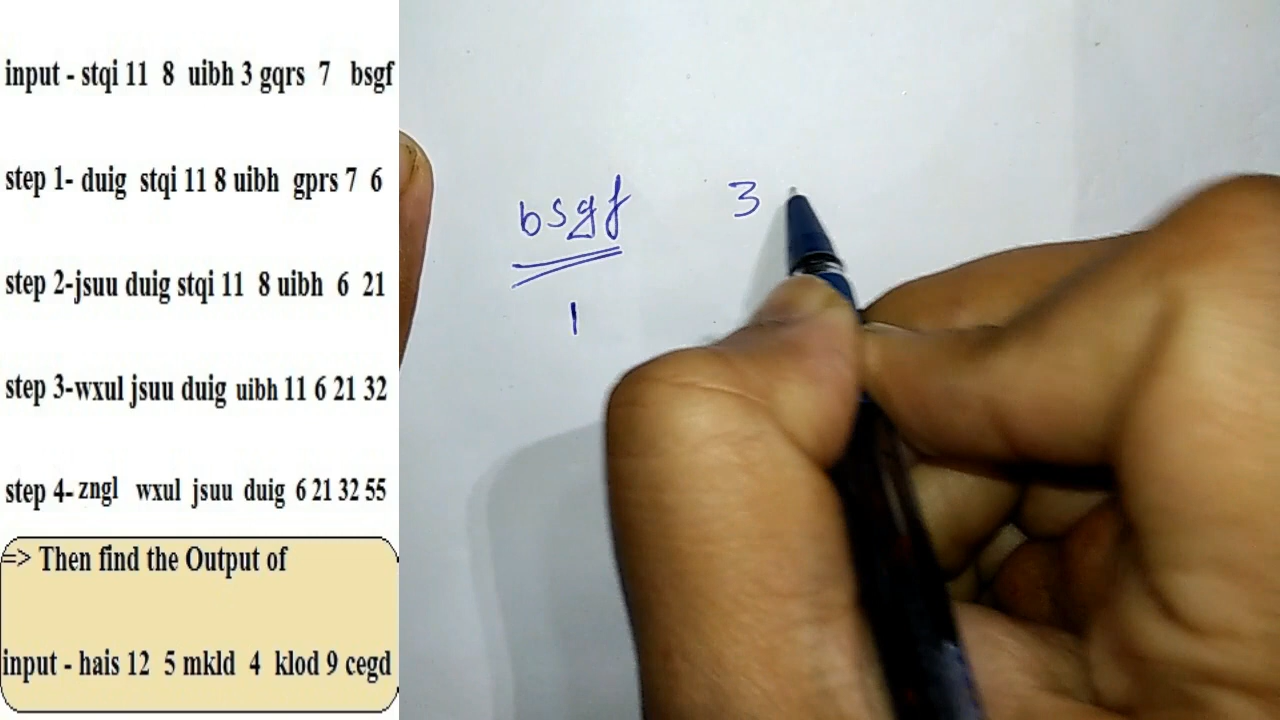 input - stqi 11 8 uibh 3 gqrs 7 bsgf
step 1- duig stqi 11 8 uibh gprs 7 6
step 2-jsuu duig stqi 11 8 uibh 6 21
step 3-wxul jsuu duig uibh 11 6 21 32
step 4- zngl wxul jsuu duig 6 21 32 55
=> Then find the Output of
input - hais 12 5 mkld 4 klod 9 cegd
bsgf 3
1